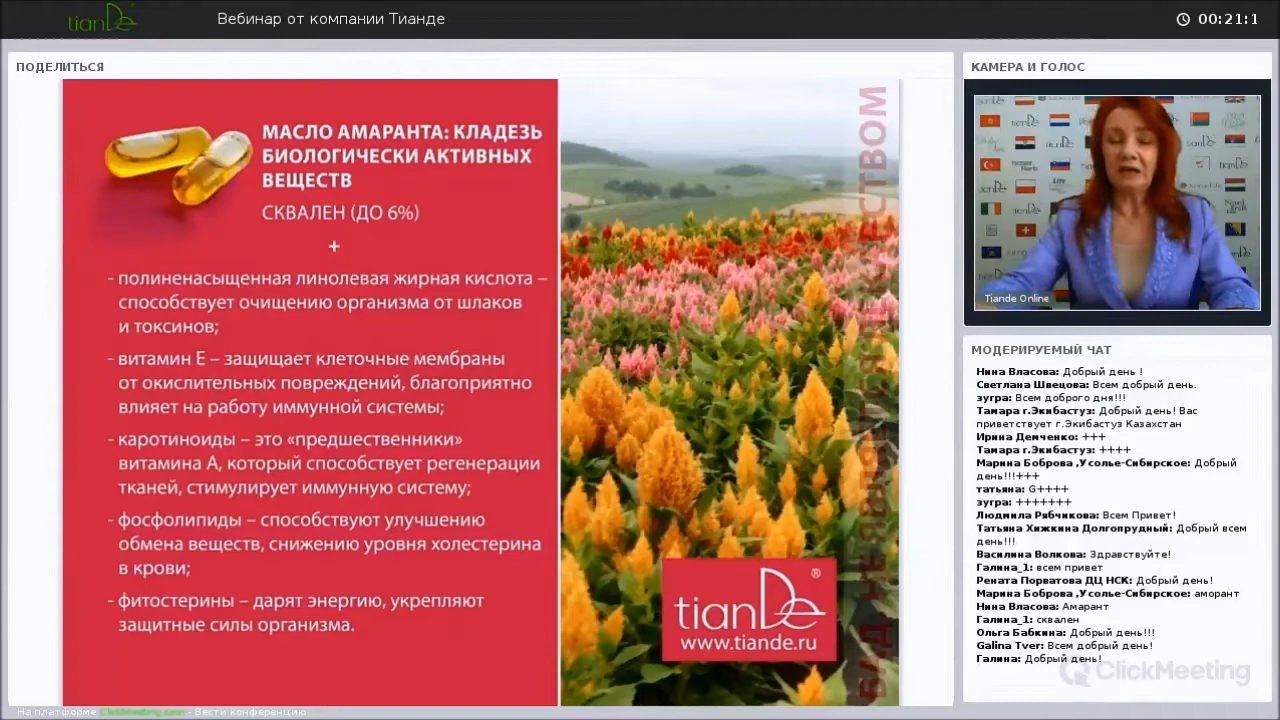 tianDe
Вебинар от компании Тианде
00:21:1
ПОДЕЛИТЬСЯ
МАСЛО АМАРАНТА: КЛАДЕЗЬ
БИОЛОГИЧЕСКИ АКТИВНЫХ
ВЕЩЕСТВ
СКВАЛЕН (ДО 6%)
+
- полиненасыщенная линолевая жирная кислота –
способствует очищению организма от шлаков
и токсинов;
- витамин Е – защищает клеточные мембраны
от окислительных повреждений, благоприятно
влияет на работу иммунной системы;
- каротиноиды – это «предшественники»
витамина А, который способствует регенерации
тканей, стимулирует иммунную систему;
- фосфолипиды – способствуют улучшению
обмена веществ, снижению уровня холестерина
в крови;
- фитостерины – дарят энергию, укрепляют
защитные силы организма.
tianDe ®
www.tiande.ru
КАМЕРА И ГОЛОС
Tiande Online
МОДЕРИРУЕМЫЙ ЧАТ
Нина Власова: Добрый день !
Светлана Швецова: Всем добрый день.
зугра: Всем доброго дня!!!
Тамара г.Экибастуз: Добрый день! Вас
приветствует г.Экибастуз Казахстан
Ирина Демченко: +++
Тамара г.Экибастуз: ++++
Марина Боброва ,Усолье-Сибирское: Добрый
день!!!+++
татьяна: G++++
зугра: +++++++
Людмила Рябчикова: Всем Привет!
Татьяна Хижкина Долгопрудный: Добрый всем
день!!!
Василина Волкова: Здравствуйте!
Галина_1: всем привет
Рената Порватова ДЦ НСК: Добрый день!
Марина Боброва ,Усолье-Сибирское: аморант
Нина Власова: Амарант
Галина_1: сквален
Ольга Бабкина: Добрый день!!!
Galina Tver: Всем добрый день!
Галина: Добрый день!
ClickMeeting
На платформе ClickMeeting.com - Вести конференцию